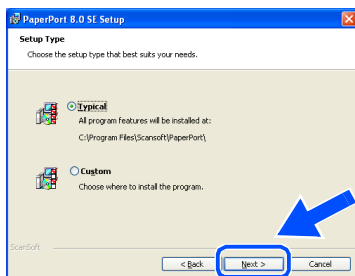 PaperPort 8.0 SE Setup
Setup Type
Choose the setup type that best suits your needs.
Typical
All program features will be installed at:
C:\Program Files\Scansoft\PaperPort\
Custom
Choose where to install the program.
ScanSoft
< Back Next > Cancel